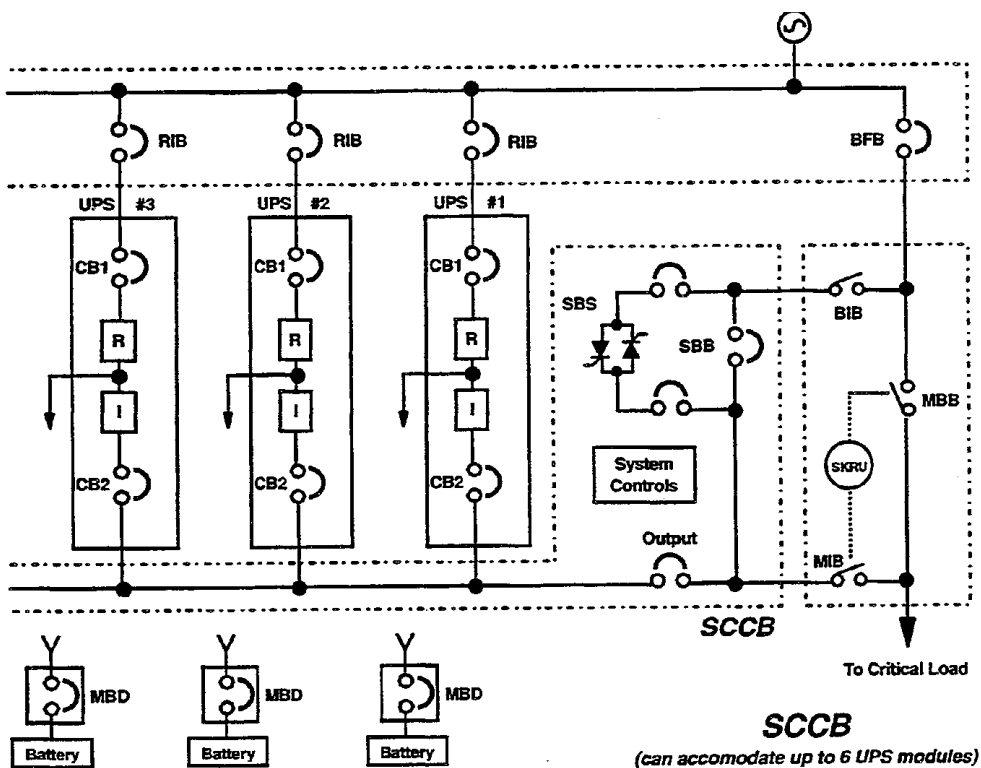 RIB RIB RIB BFB
UPS #3 UPS #2 UPS #1
CB1 CB1 CB1
SBS
BIB
R R R
SBB
I I I
MBB
CB2 CB2 CB2
System
Controls
SKRU
Output
MIB
SCCB
To Critical Load
MBD MBD MBD
Battery Battery Battery
SCCB
(can accomodate up to 6 UPS modules)